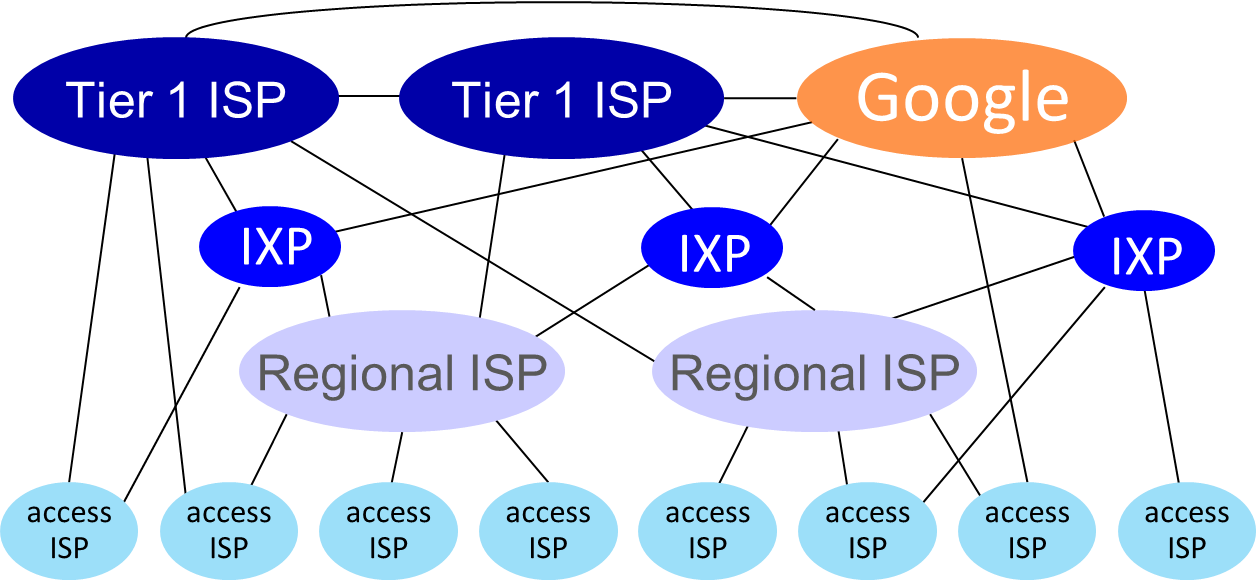 Tier 1 ISP
Tier 1 ISP
Google
IXP
IXP
IXP
Regional ISP
Regional ISP
access
ISP
access
ISP
access
ISP
access
ISP
access
ISP
access
ISP
access
ISP
access
ISP